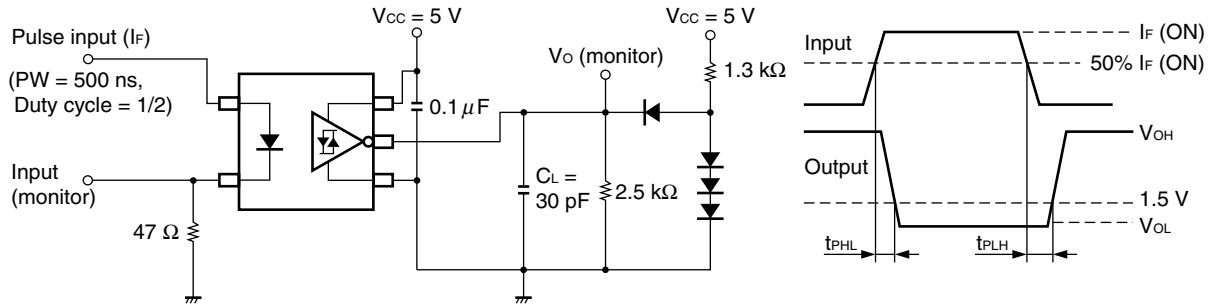 Pulse input (IF)
(PW = 500 ns,
Duty cycle = 1/2)
Input
(monitor)
47 Ω
VCC = 5 V
0.1 μF
VO (monitor)
CL =
30 pF
2.5 kΩ
VCC = 5 V
1.3 kΩ
Input
IF (ON)
50% IF (ON)
Output
VOH
1.5 V
VOL
tPHL
tPLH